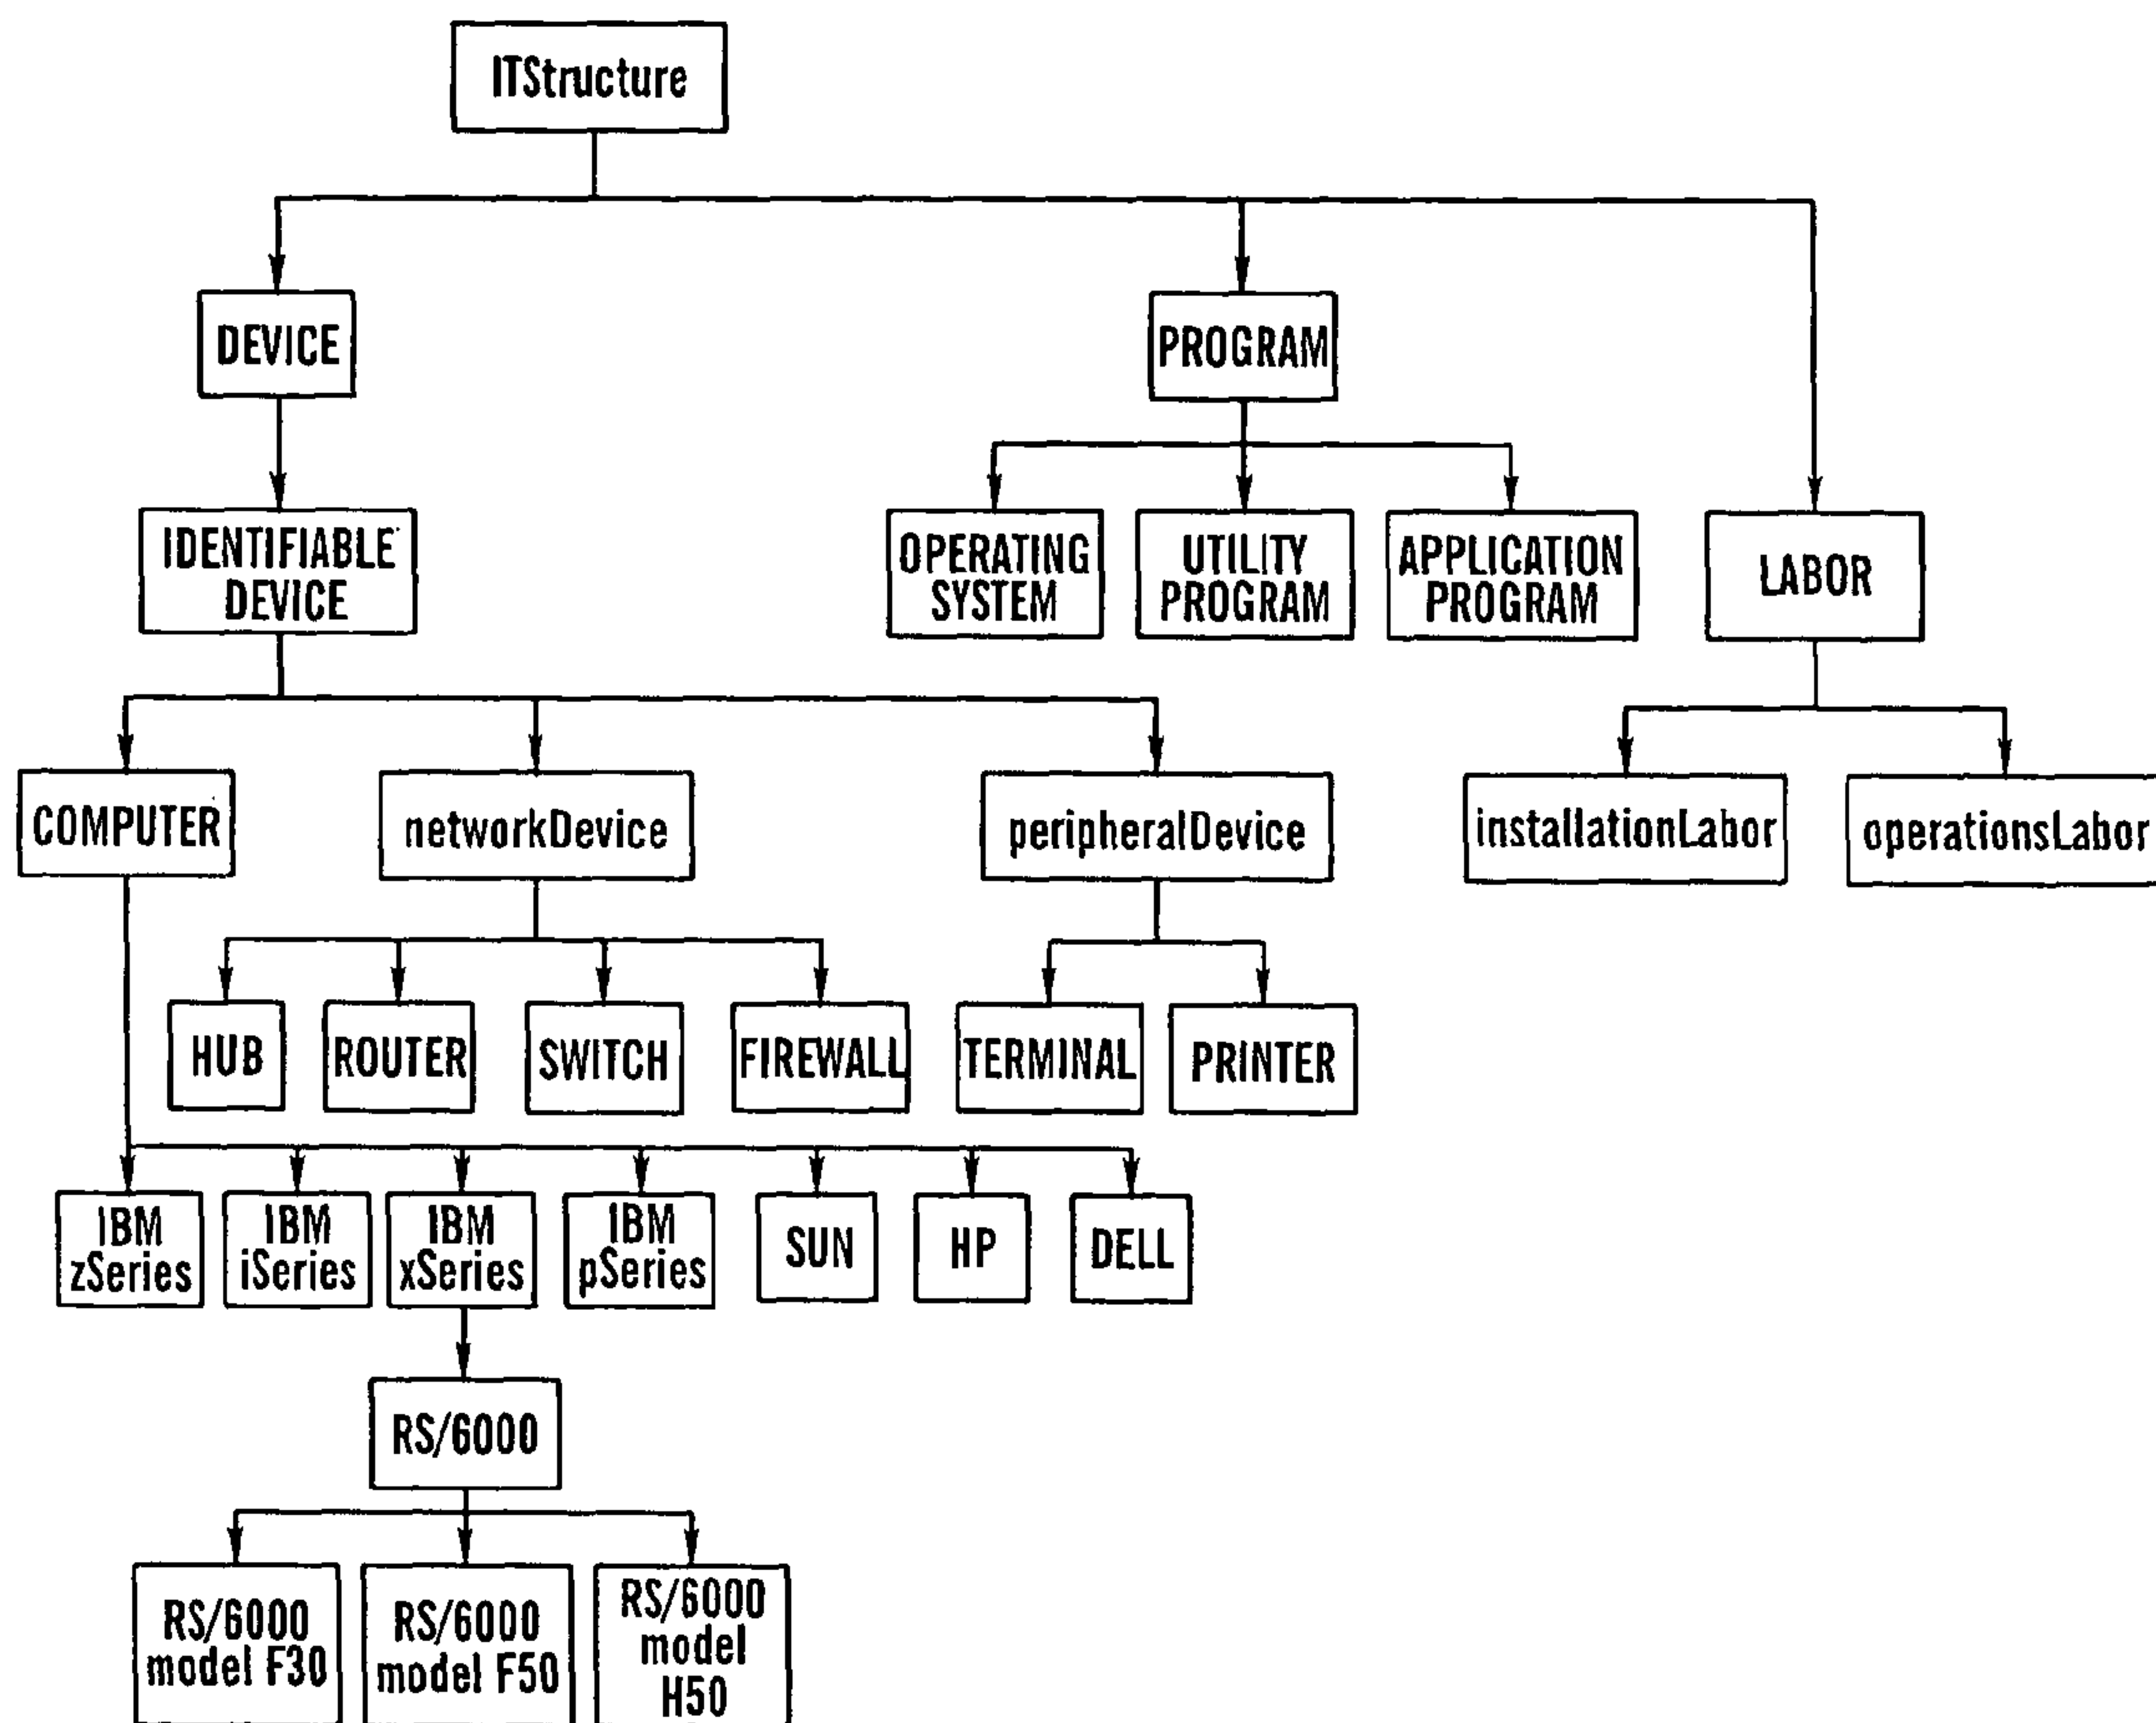 ITStructure
DEVICE
PROGRAM
IDENTIFIABLE
DEVICE
OPERATING
SYSTEM
UTILITY
PROGRAM
APPLICATION
PROGRAM
LABOR
COMPUTER
networkDevice
peripheralDevice
installationLabor
operationsLabor
HUB
ROUTER
SWITCH
FIREWALL
TERMINAL
PRINTER
IBM
zSeries
IBM
iSeries
IBM
xSeries
IBM
pSeries
SUN
HP
DELL
RS/6000
RS/6000
model F30
RS/6000
model F50
RS/6000
model
H50